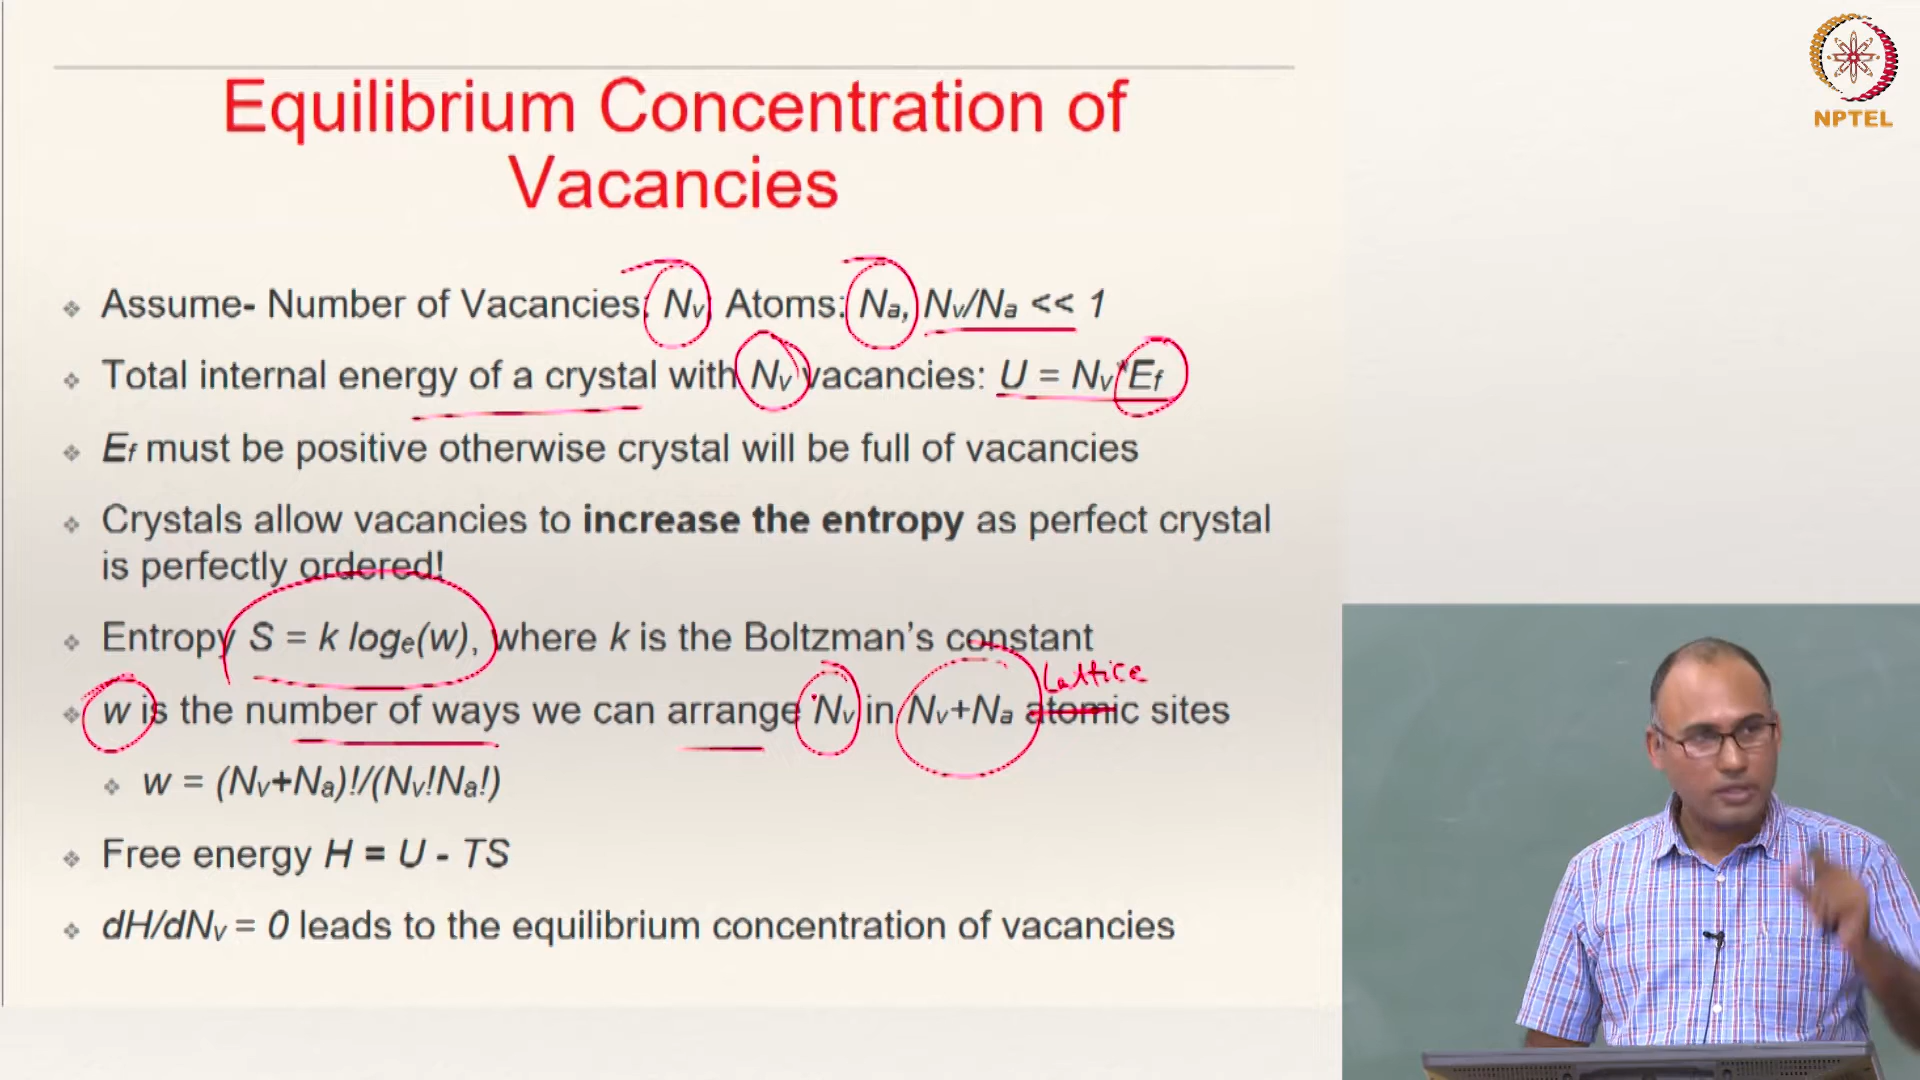 NPTEL
Equilibrium Concentration of
Vacancies
❖ Assume- Number of Vacancies: Nv, Atoms: Na, Nv/Na << 1
❖ Total internal energy of a crystal with Nv vacancies: U = Nv*Ef
❖ Ef must be positive otherwise crystal will be full of vacancies
❖ Crystals allow vacancies to increase the entropy as perfect crystal
is perfectly ordered!
❖ Entropy S = k loge(w), where k is the Boltzman’s constant
Lattice
❖ w is the number of ways we can arrange Nv in Nv+Na atomic sites
❖ w = (Nv+Na)!/(Nv!Na!)
❖ Free energy H = U - TS
❖ dH/dNv = 0 leads to the equilibrium concentration of vacancies